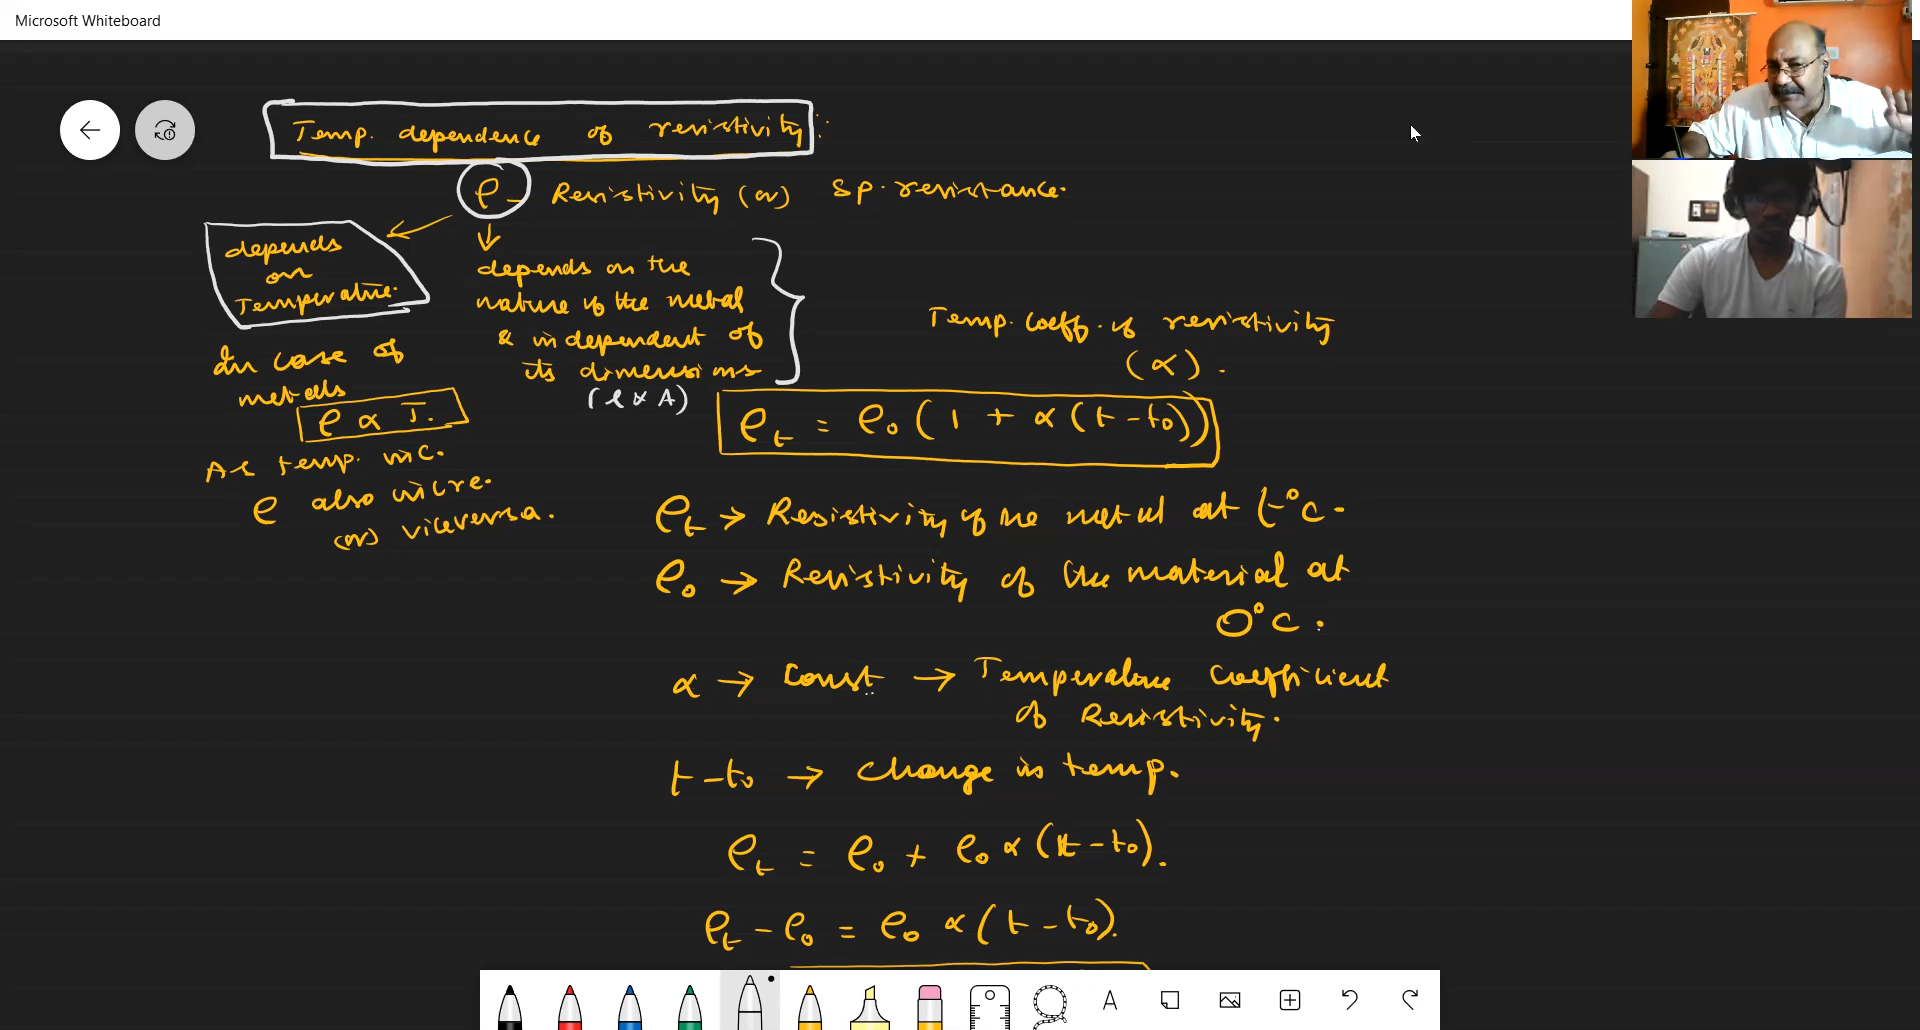 Microsoft Whiteboard
Temp. dependence of resistivity:
ρ - Resistivity (or) Sp. resistance.
depends
on
Temperature.
In case of
metals
ρ ∝ T.
As temp. inc.
ρ also incre.
(or) viceversa.
depends on the
nature of the metal
& independent of
its dimensions
(l & A)
Temp. coeff. of resistivity
(α).
ρt = ρ0 (1 + α (t - t0))
ρt → Resistivity of the metal at t°C.
ρ0 → Resistivity of the material at
0°C.
α → Const → Temperature Coefficient
of Resistivity.
t - t0 → change in temp.
ρt = ρ0 + ρ0 α (t - t0).
ρt - ρ0 = ρ0 α (t - t0).